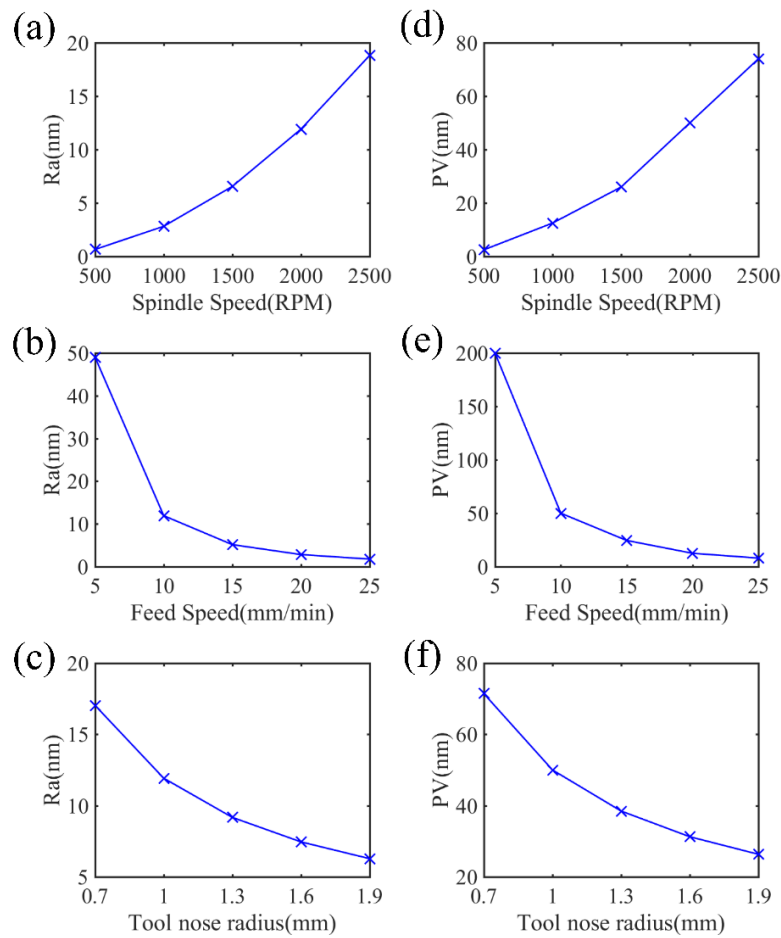 (a)
20
15
10
5
0
Ra(nm)
500 1000 1500 2000 2500
Spindle Speed(RPM)
(d)
80
60
40
20
0
PV(nm)
500 1000 1500 2000 2500
Spindle Speed(RPM)
(b)
50
40
30
20
10
0
Ra(nm)
5 10 15 20 25
Feed Speed(mm/min)
(e)
200
150
100
50
0
PV(nm)
5 10 15 20 25
Feed Speed(mm/min)
(c)
20
15
10
5
Ra(nm)
0.7 1 1.3 1.6 1.9
Tool nose radius(mm)
(f)
80
60
40
20
PV(nm)
0.7 1 1.3 1.6 1.9
Tool nose radius(mm)